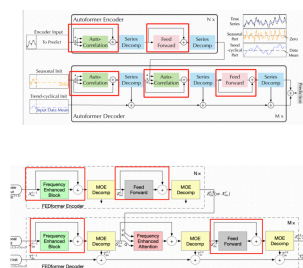 Autoformer Encoder
N ×
Time
Series
Encoder Input
To Predict
Auto-
Correlation
Series
Decomp
Feed
Forward
Series
Decomp
Seasonal
Part
Zero
Trend-
cyclical
Part
Data
Mean
Seasonal Init
Auto-
Correlation
Series
Decomp
Auto-
Correlation
Series
Decomp
Feed
Forward
Series
Decomp
Prediction
Trend-cyclical Init
Input Data Mean
Autoformer Decoder
M ×
N×
Frequency
Enhanced
Block
MOE
Decomp
Feed
Forward
MOE
Decomp
FEDformer Encoder
M×
Frequency
Enhanced
Block
MOE
Decomp
Frequency
Enhanced
Attention
MOE
Decomp
Feed
Forward
MOE
Decomp
FEDformer Decoder